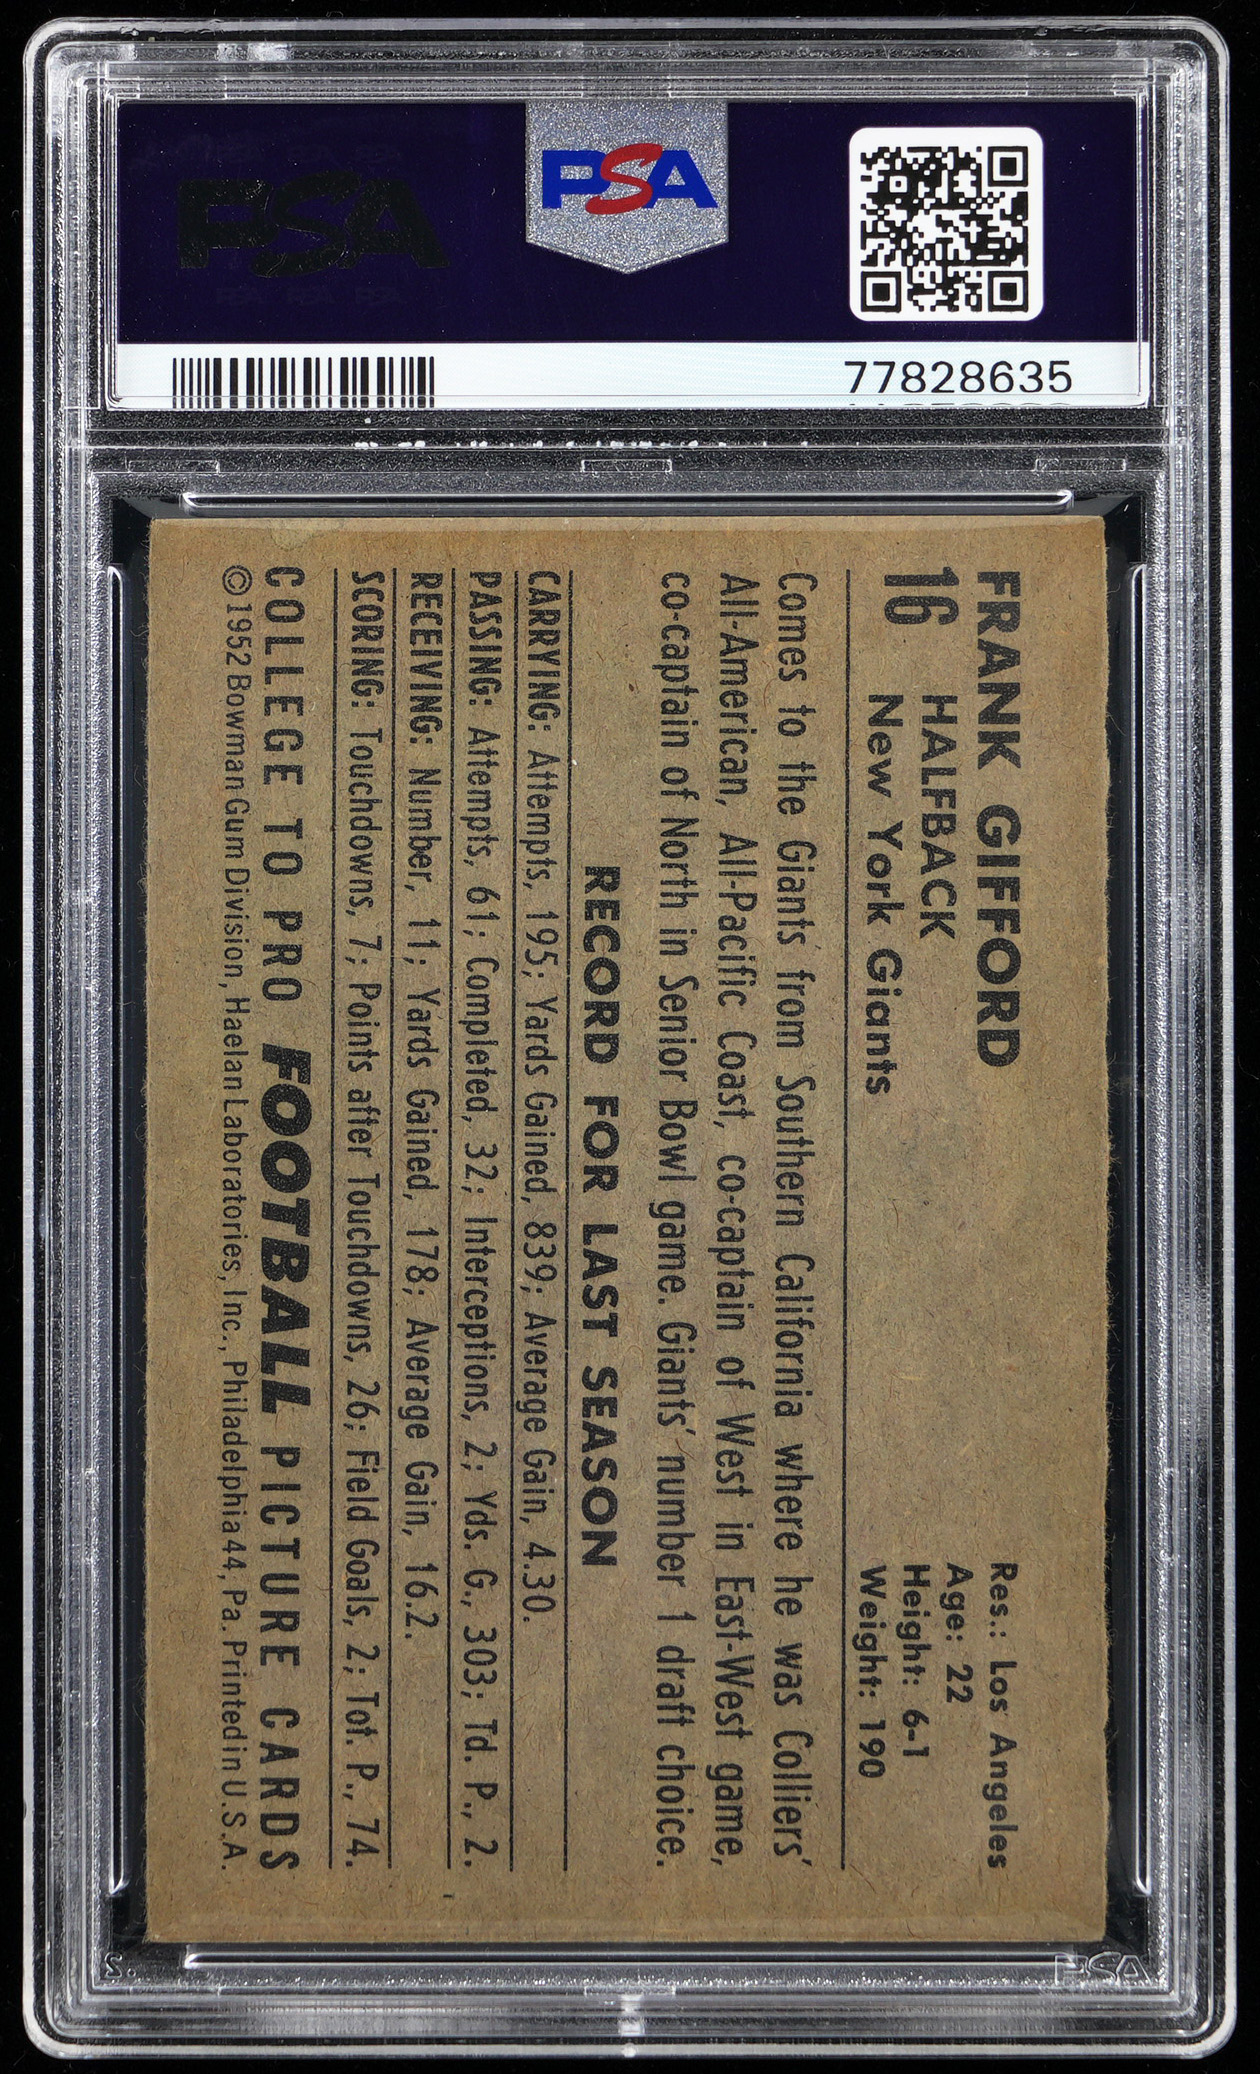 PSA
PSA
77828635
FRANK GIFFORD
16 HALFBACK
New York Giants
Res.: Los Angeles
Age: 22
Height: 6-1
Weight: 190
Comes to the Giants from Southern California where he was Colliers'
All-American, All-Pacific Coast, co-captain of West in East-West game,
co-captain of North in Senior Bowl game. Giants' number 1 draft choice.
RECORD FOR LAST SEASON
CARRYING: Attempts, 195; Yards Gained, 839; Average Gain, 4.30.
PASSING: Attempts, 61; Completed, 32; Interceptions, 2; Yds. G., 303; Td. P., 2.
RECEIVING: Number, 11; Yards Gained, 178; Average Gain, 16.2.
SCORING: Touchdowns, 7; Points after Touchdowns, 26; Field Goals, 2; Tot. P., 74.
COLLEGE TO PRO FOOTBALL PICTURE CARDS
©1952 Bowman Gum Division, Haelan Laboratories, Inc., Philadelphia 44, Pa. Printed in U.S.A.
PSA